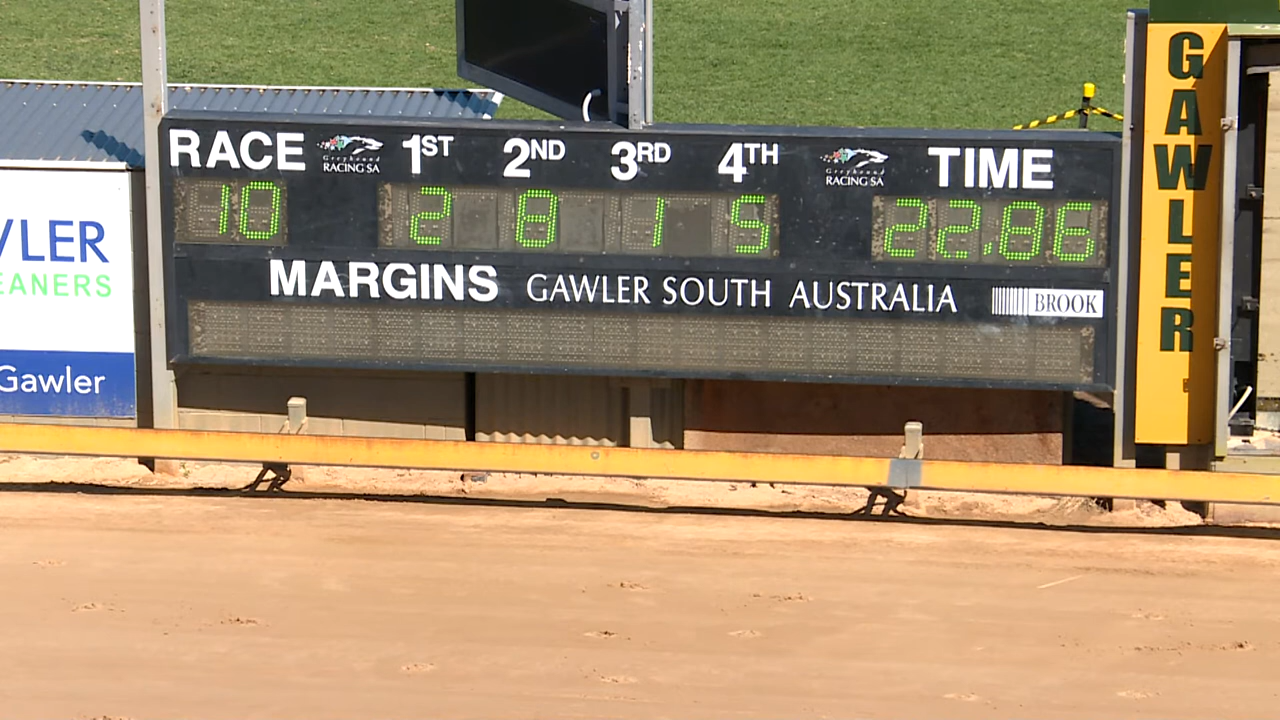 RACE
Greyhound
RACING SA
1ST 2ND 3RD 4TH
Greyhound
RACING SA
TIME
10 2 8 1 5 22.86
MARGINS GAWLER SOUTH AUSTRALIA BROOK
VLER
EANERS
Gawler
GAWLER